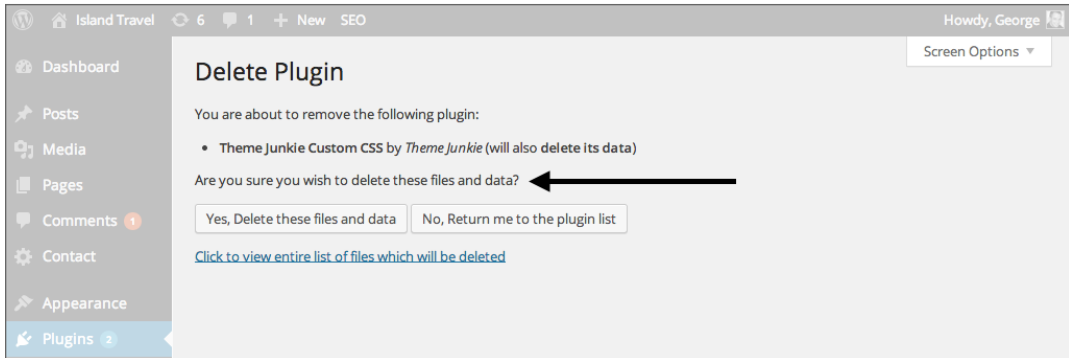 Island Travel 6 1 New SEO Howdy, George
Screen Options
Dashboard
Posts
Media
Pages
Comments 1
Contact
Appearance
Plugins 2
Delete Plugin
You are about to remove the following plugin:
• Theme Junkie Custom CSS by Theme Junkie (will also delete its data)
Are you sure you wish to delete these files and data?
Yes, Delete these files and data No, Return me to the plugin list
Click to view entire list of files which will be deleted